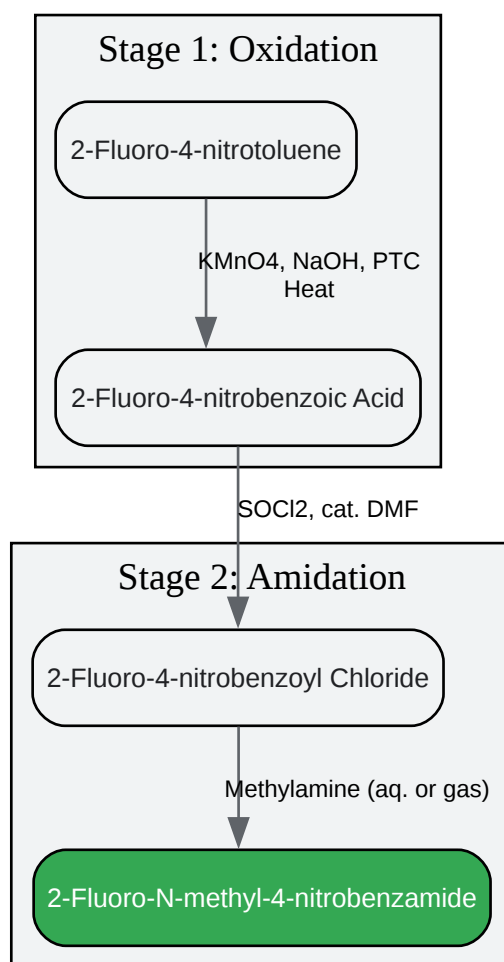 Stage 1: Oxidation
2-Fluoro-4-nitrotoluene
KMnO4, NaOH, PTC
Heat
2-Fluoro-4-nitrobenzoic Acid
SOCl2, cat. DMF
Stage 2: Amidation
2-Fluoro-4-nitrobenzoyl Chloride
Methylamine (aq. or gas)
2-Fluoro-N-methyl-4-nitrobenzamide